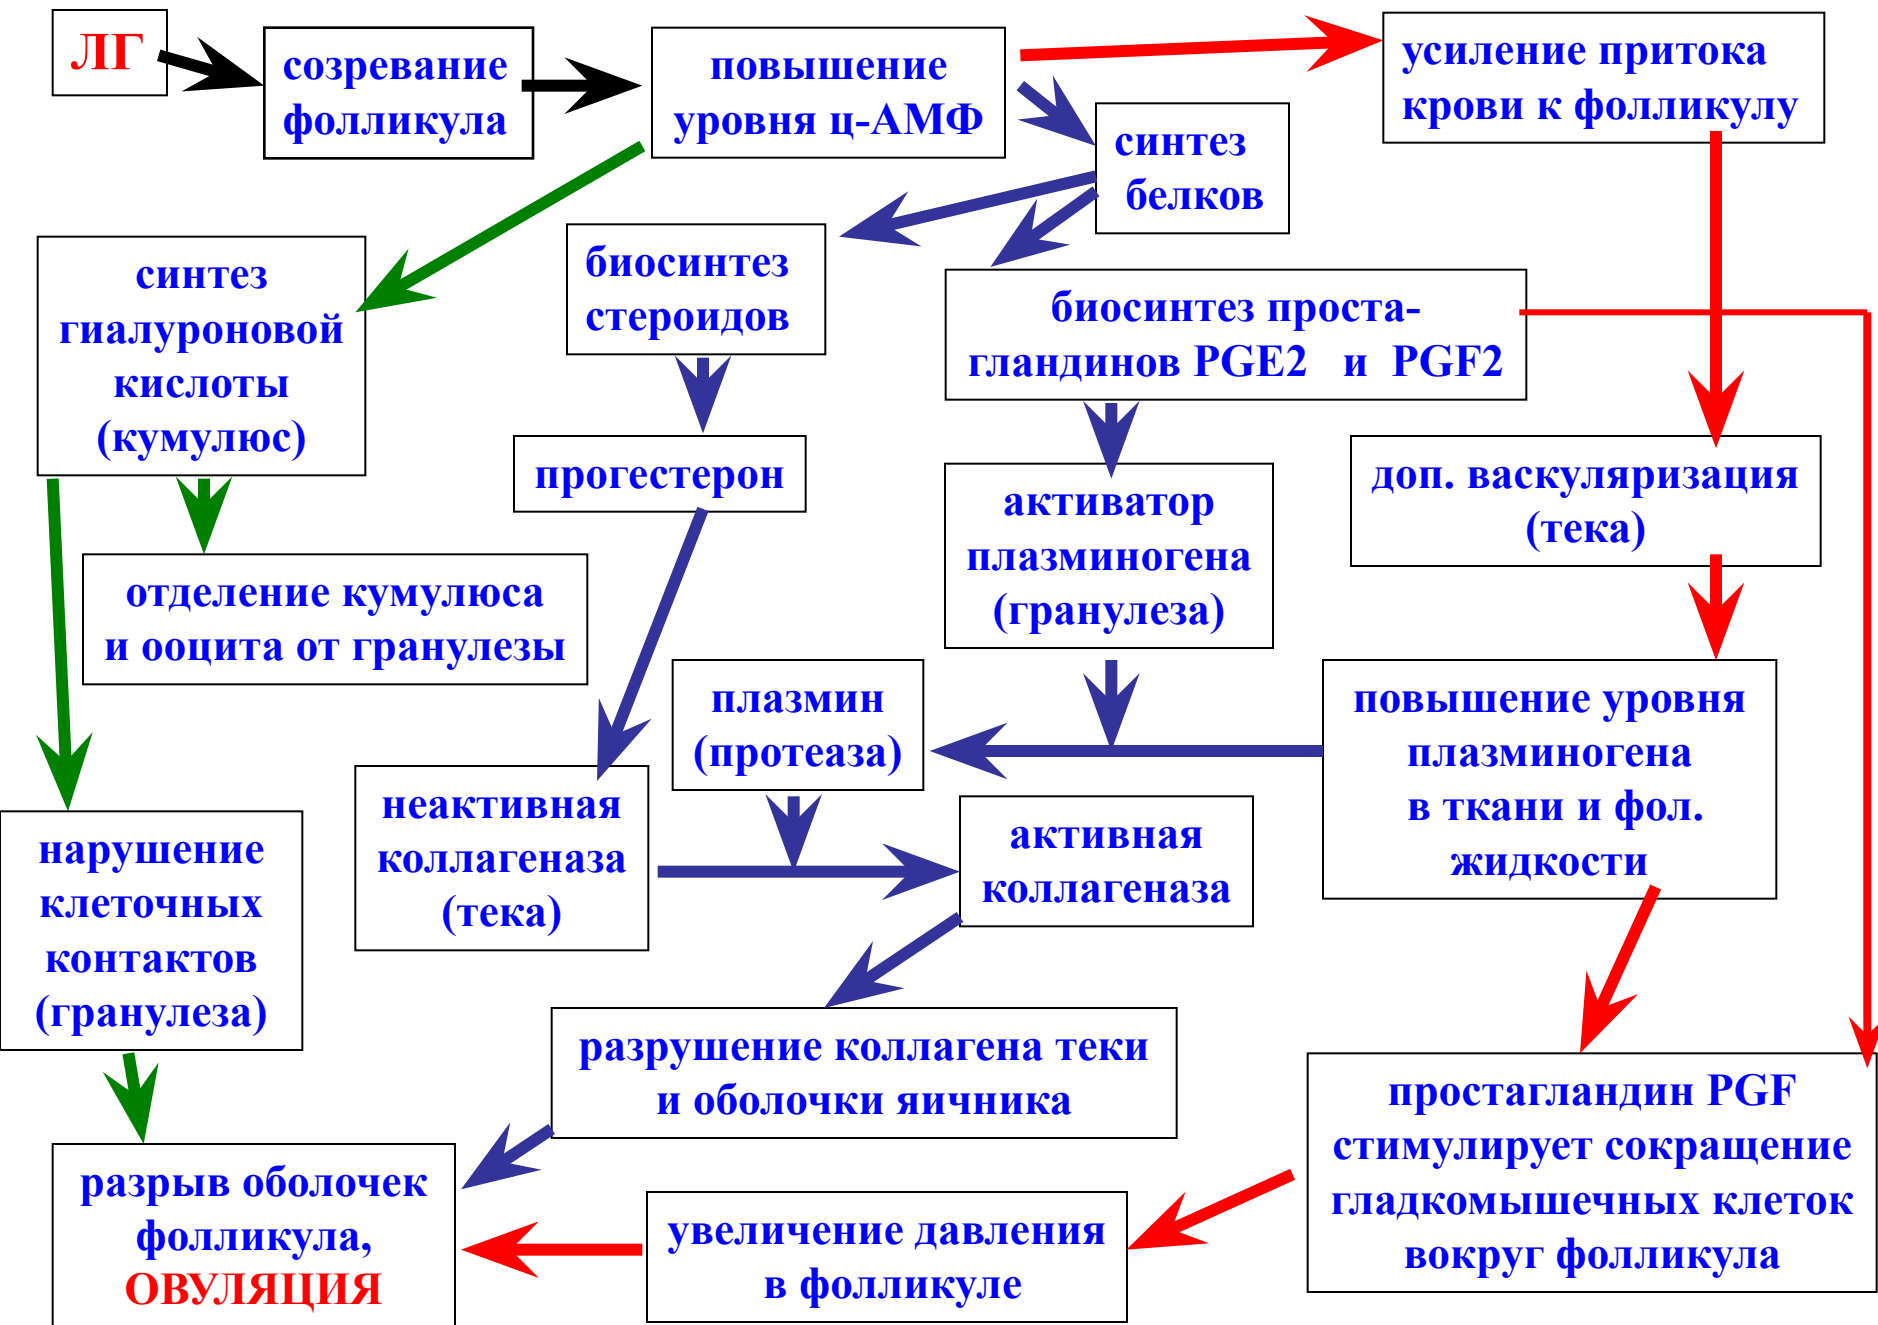 ЛГ
созревание
фолликула
повышение
уровня ц-АМФ
усиление притока
крови к фолликулу
синтез
белков
синтез
гиалуроновой
кислоты
(кумулюс)
биосинтез
стероидов
биосинтез проста-
гландинов PGE2 и PGF2
прогестерон
активатор
плазминогена
(гранулеза)
доп. васкуляризация
(тека)
отделение кумулюса
и ооцита от гранулезы
плазмин
(протеаза)
повышение уровня
плазминогена
в ткани и фол.
жидкости
неактивная
коллагеназа
(тека)
активная
коллагеназа
нарушение
клеточных
контактов
(гранулеза)
разрушение коллагена теки
и оболочки яичника
простагландин PGF
стимулирует сокращение
гладкомышечных клеток
вокруг фолликула
разрыв оболочек
фолликула,
ОВУЛЯЦИЯ
увеличение давления
в фолликуле